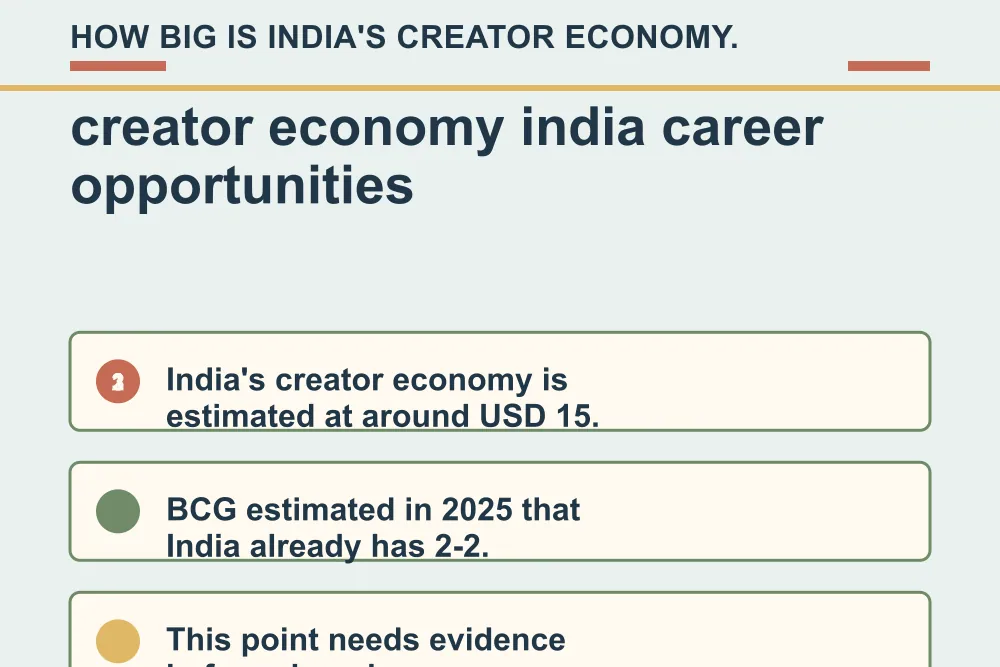 HOW BIG IS INDIA'S CREATOR ECONOMY.
creator economy india career
opportunities
India's creator economy is
estimated at around USD 15.
BCG estimated in 2025 that
India already has 2-2.
This point needs evidence